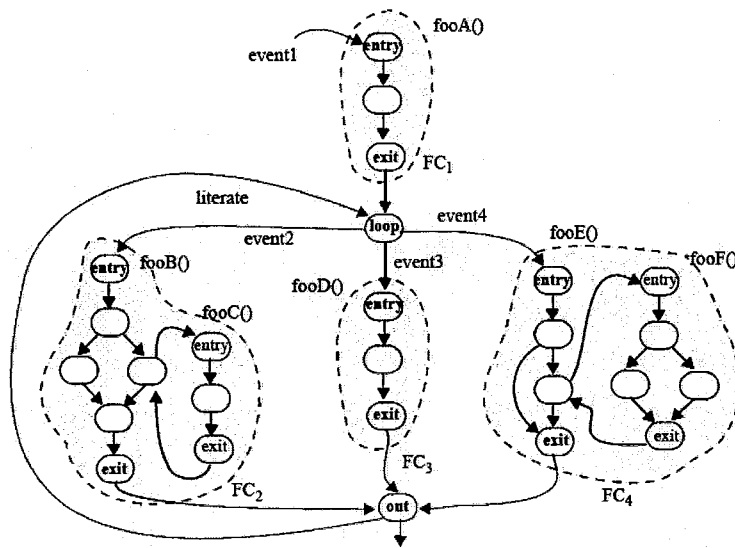 fooA()
event1
entry
exit
FC1
literate
loop
event4
event2
event3
fooB()
fooE()
fooF()
entry
fooD()
entry
entry
fooC()
entry
entry
exit
exit
exit
exit
exit
exit
FC2
FC3
FC4
out